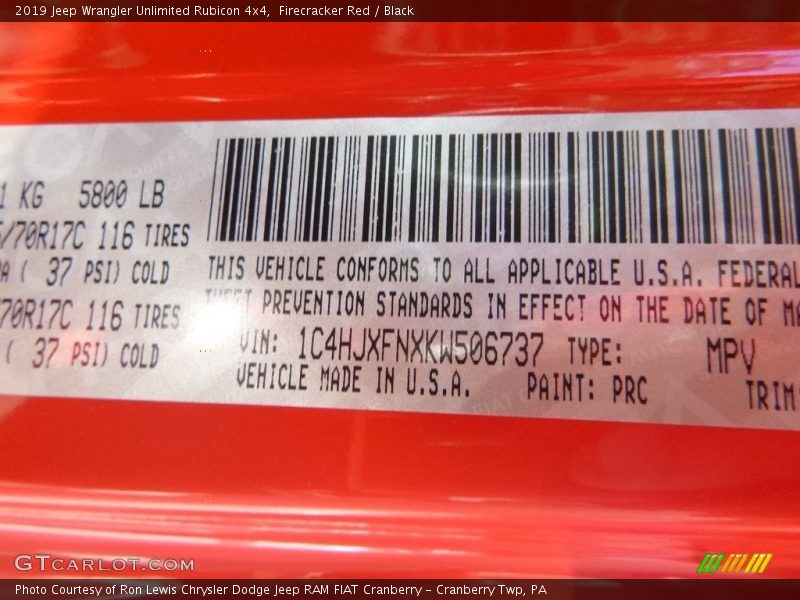 2019 Jeep Wrangler Unlimited Rubicon 4x4,  Firecracker Red / Black
1 KG 5800 LB
/70R17C 116 TIRES
( 37 PSI) COLD
70R17C 116 TIRES
( 37 PSI) COLD
THIS VEHICLE CONFORMS TO ALL APPLICABLE U.S.A. FEDERAL
THEFT PREVENTION STANDARDS IN EFFECT ON THE DATE OF MA
VIN: 1C4HJXFNXKW506737 TYPE: MPV
VEHICLE MADE IN U.S.A. PAINT: PRC TRIM:
GTCARLOT.COM
Photo Courtesy of Ron Lewis Chrysler Dodge Jeep RAM FIAT Cranberry – Cranberry Twp, PA